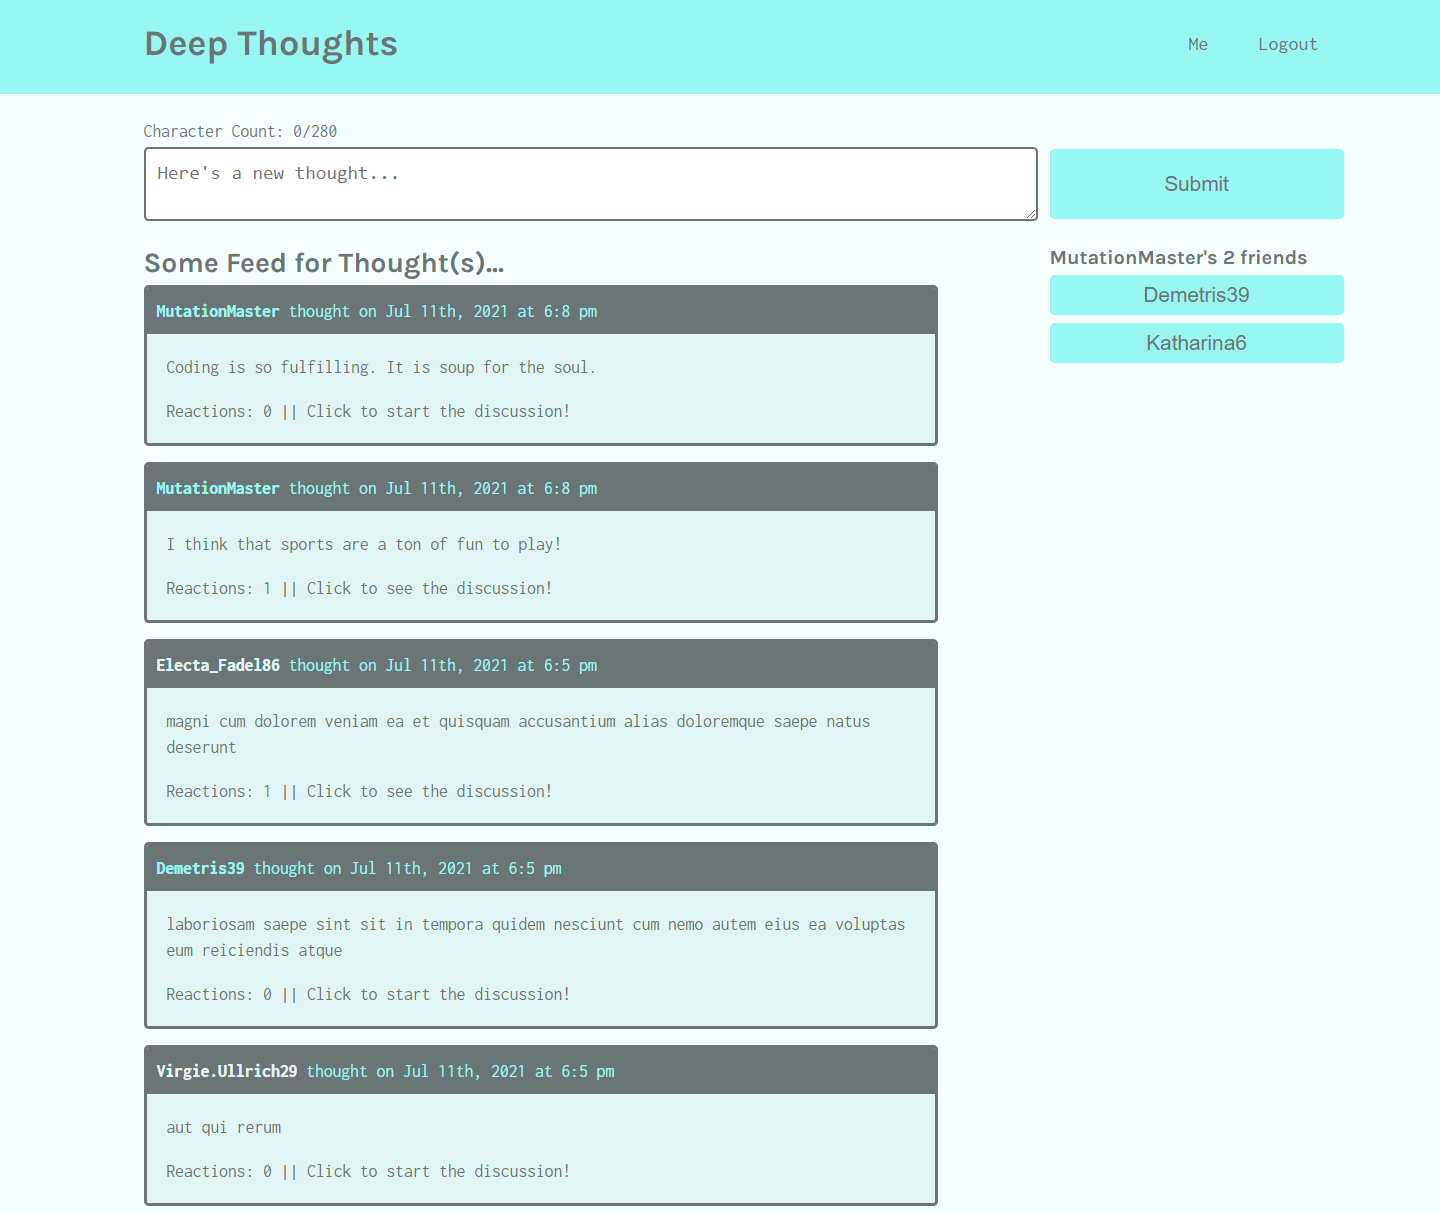 Deep Thoughts
Me
Logout
Character Count: 0/280
Here's a new thought...
Submit
Some Feed for Thought(s)...
MutationMaster thought on Jul 11th, 2021 at 6:8 pm
Coding is so fulfilling. It is soup for the soul.
Reactions: 0 || Click to start the discussion!
MutationMaster thought on Jul 11th, 2021 at 6:8 pm
I think that sports are a ton of fun to play!
Reactions: 1 || Click to see the discussion!
Electa_Fadel86 thought on Jul 11th, 2021 at 6:5 pm
magni cum dolorem veniam ea et quisquam accusantium alias doloremque saepe natus
deserunt
Reactions: 1 || Click to see the discussion!
Demetris39 thought on Jul 11th, 2021 at 6:5 pm
laboriosam saepe sint sit in tempora quidem nesciunt cum nemo autem eius ea voluptas
eum reiciendis atque
Reactions: 0 || Click to start the discussion!
Virgie.Ullrich29 thought on Jul 11th, 2021 at 6:5 pm
aut qui rerum
Reactions: 0 || Click to start the discussion!
MutationMaster's 2 friends
Demetris39
Katharina6